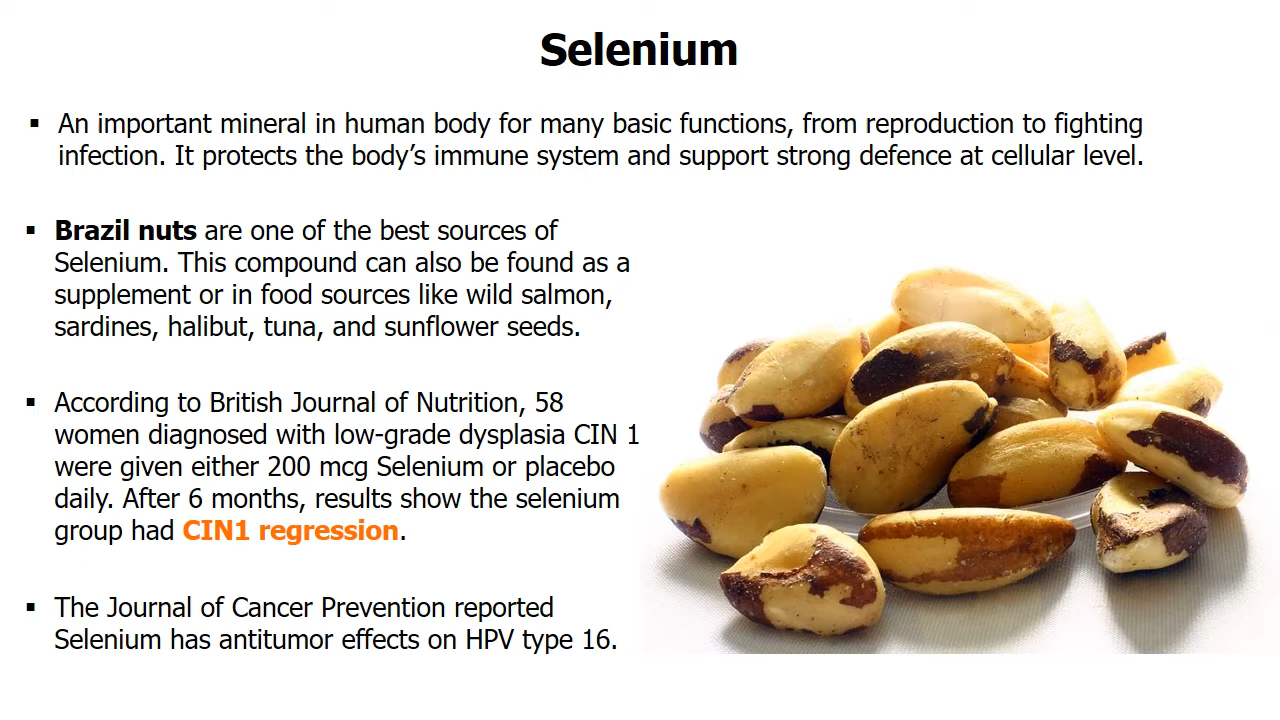 Selenium
▪ An important mineral in human body for many basic functions, from reproduction to fighting
infection. It protects the body’s immune system and support strong defence at cellular level.
▪ Brazil nuts are one of the best sources of
Selenium. This compound can also be found as a
supplement or in food sources like wild salmon,
sardines, halibut, tuna, and sunflower seeds.
▪ According to British Journal of Nutrition, 58
women diagnosed with low-grade dysplasia CIN 1
were given either 200 mcg Selenium or placebo
daily. After 6 months, results show the selenium
group had CIN1 regression.
▪ The Journal of Cancer Prevention reported
Selenium has antitumor effects on HPV type 16.